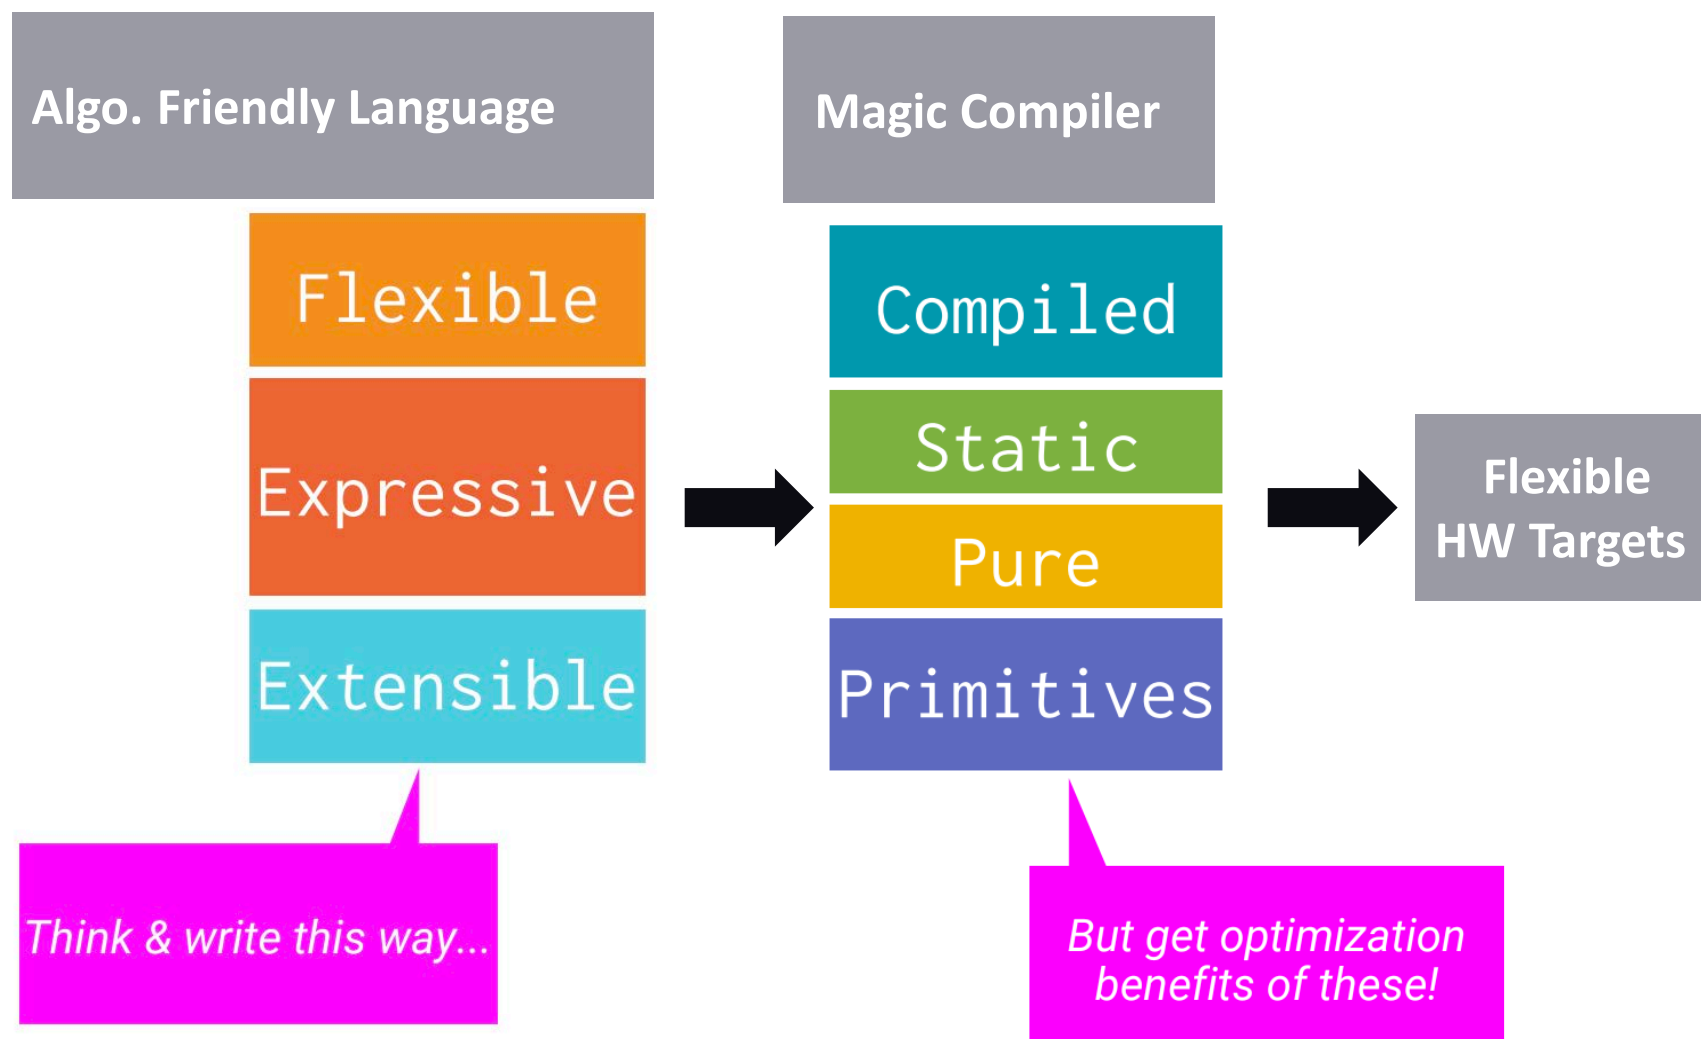 Algo. Friendly Language
Flexible
Expressive
Extensible
Think & write this way...
Magic Compiler
Compiled
Static
Pure
Primitives
But get optimization
benefits of these!
Flexible
HW Targets